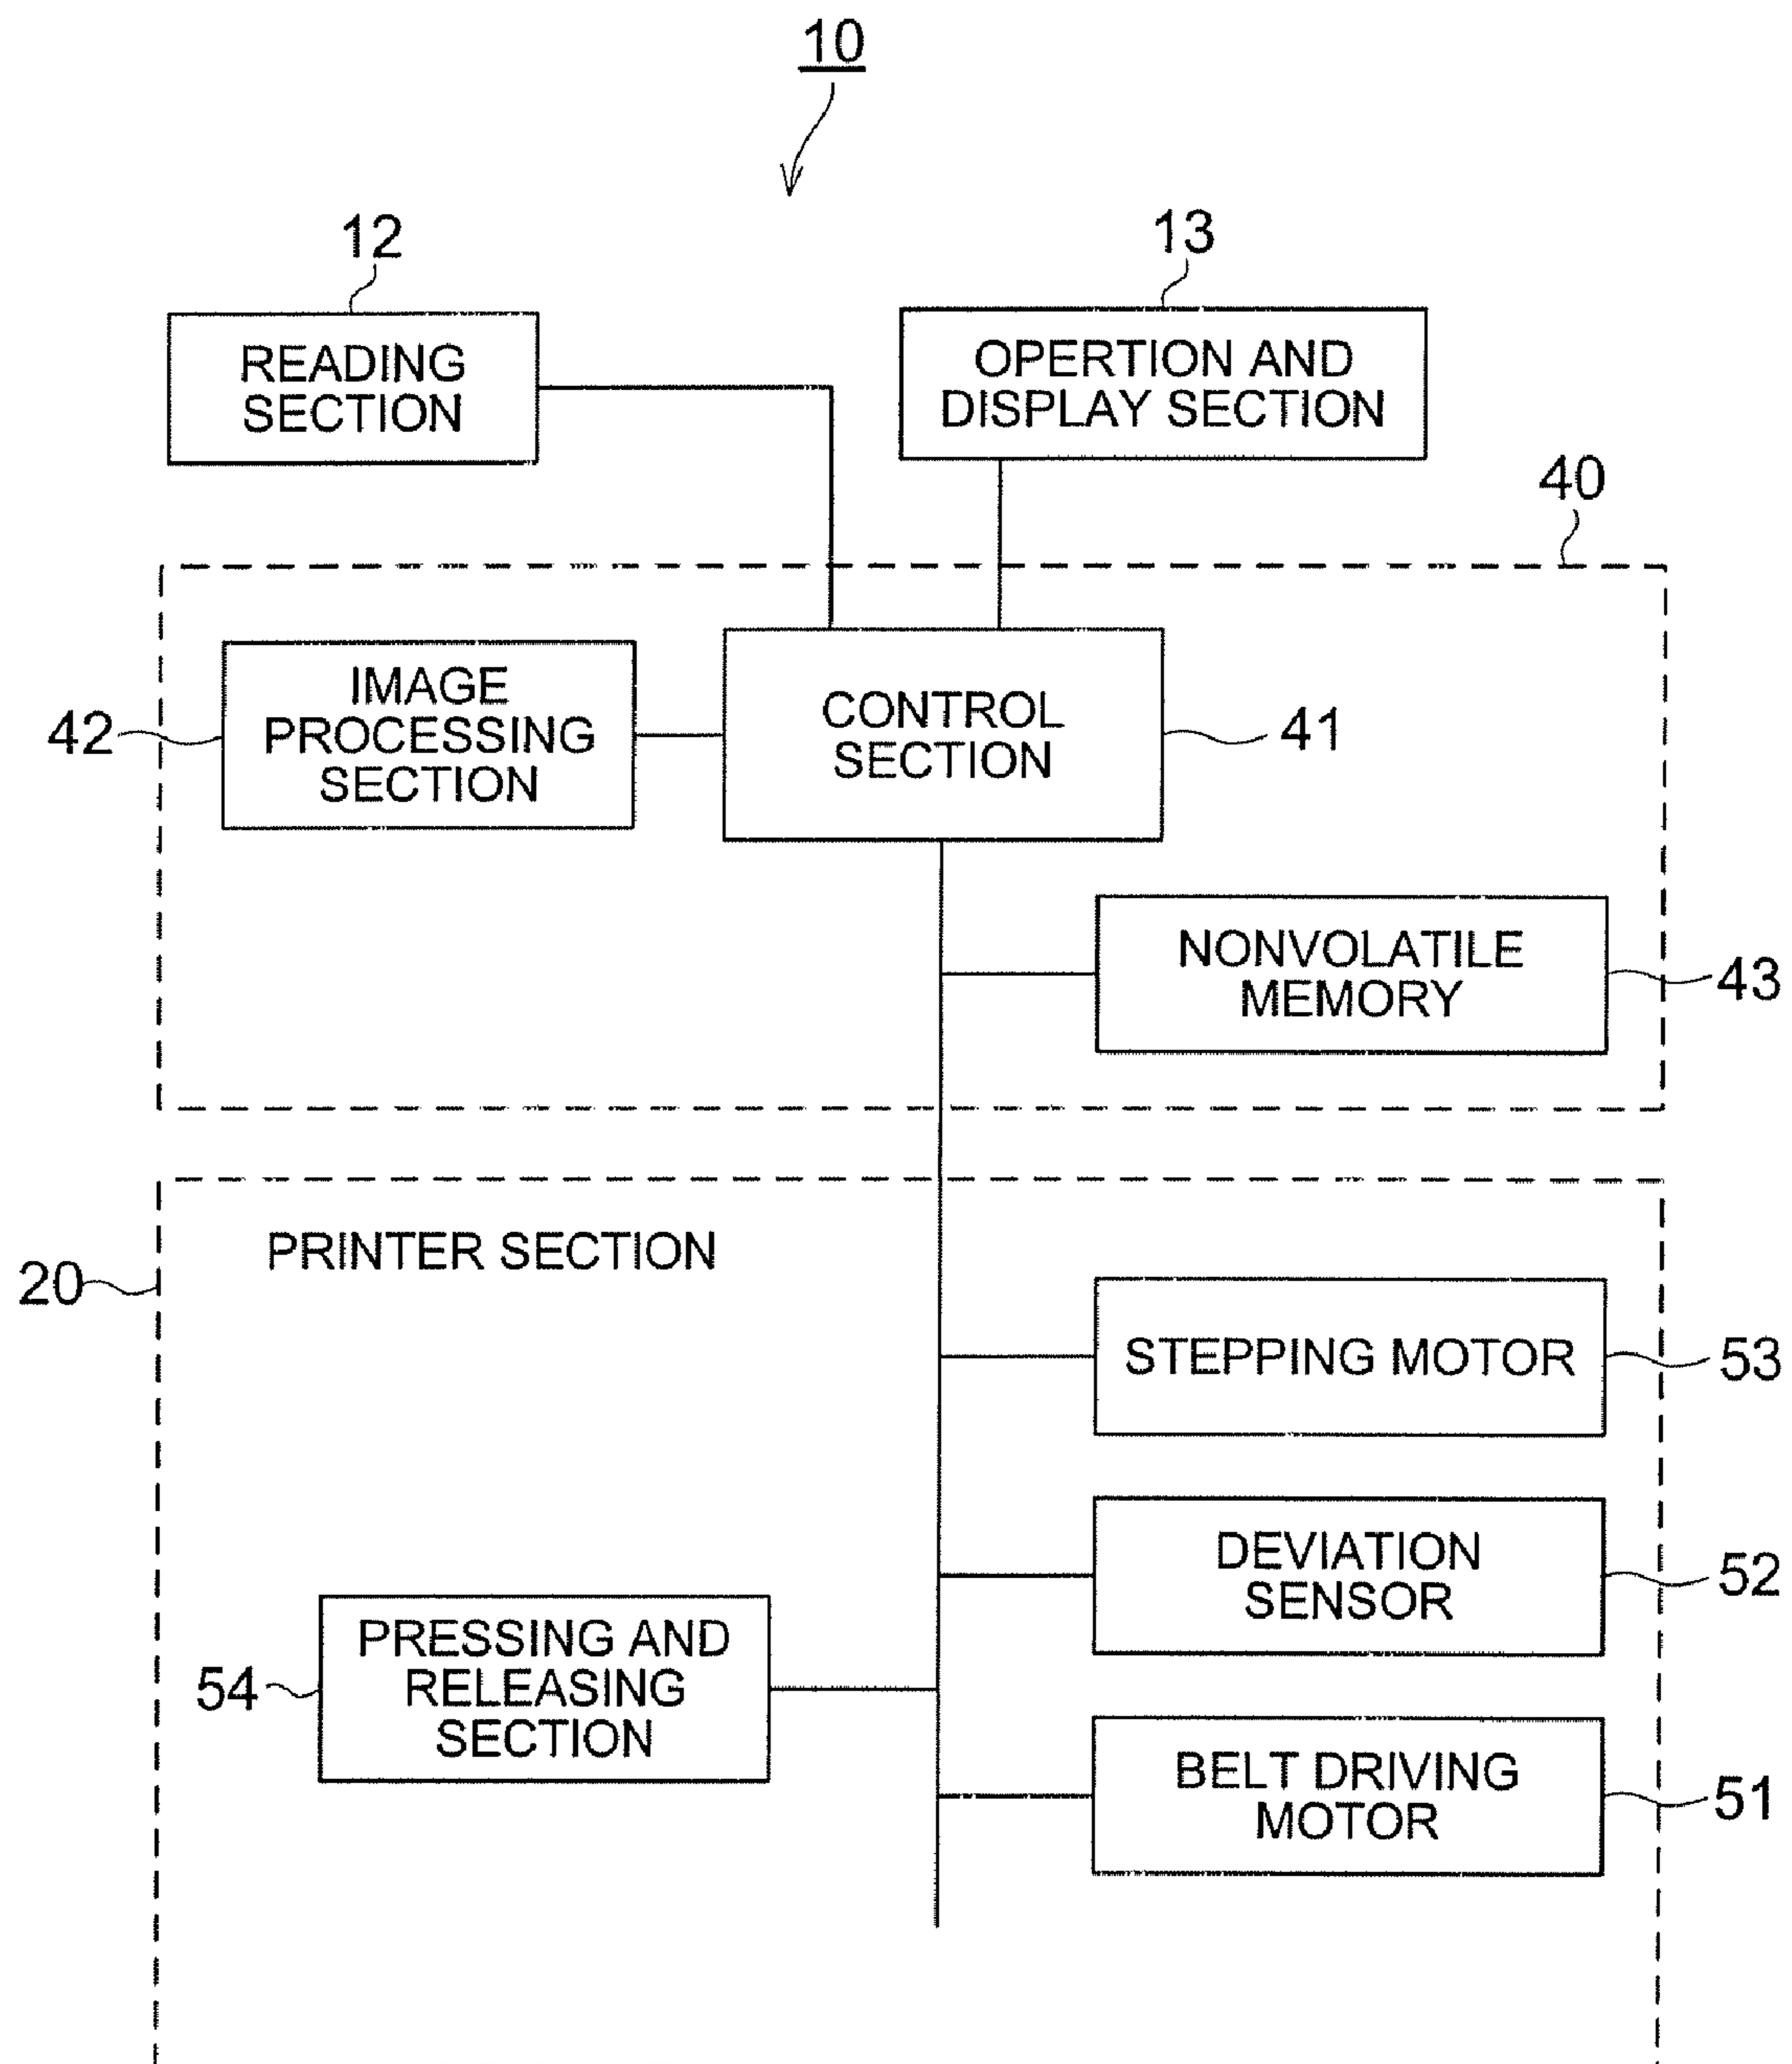 10
12
13
READING
SECTION
OPERTION AND
DISPLAY SECTION
40
IMAGE
PROCESSING
SECTION
42
CONTROL
SECTION
41
NONVOLATILE
MEMORY
43
PRINTER SECTION
20
STEPPING MOTOR
53
DEVIATION
SENSOR
52
PRESSING AND
RELEASING
SECTION
54
BELT DRIVING
MOTOR
51